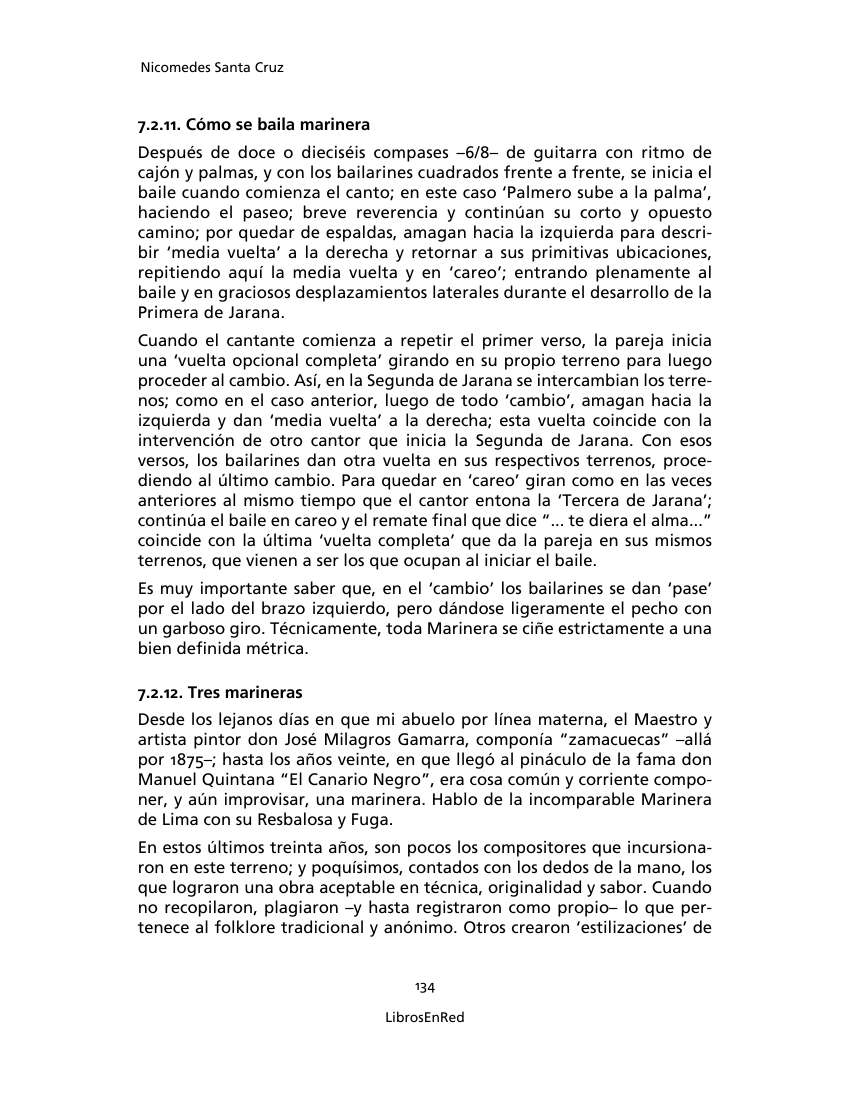 Nicomedes Santa Cruz
7.2.11. Cómo se baila marinera
Después de doce o dieciséis compases –6/8– de guitarra con ritmo de
cajón y palmas, y con los bailarines cuadrados frente a frente, se inicia el
baile cuando comienza el canto; en este caso ‘Palmero sube a la palma’,
haciendo el paseo; breve reverencia y continúan su corto y opuesto
camino; por quedar de espaldas, amagan hacia la izquierda para descri-
bir ‘media vuelta’ a la derecha y retornar a sus primitivas ubicaciones,
repitiendo aquí la media vuelta y en ‘careo’; entrando plenamente al
baile y en graciosos desplazamientos laterales durante el desarrollo de la
Primera de Jarana.
Cuando el cantante comienza a repetir el primer verso, la pareja inicia
una ‘vuelta opcional completa’ girando en su propio terreno para luego
proceder al cambio. Así, en la Segunda de Jarana se intercambian los terre-
nos; como en el caso anterior, luego de todo ‘cambio’, amagan hacia la
izquierda y dan ‘media vuelta’ a la derecha; esta vuelta coincide con la
intervención de otro cantor que inicia la Segunda de Jarana. Con esos
versos, los bailarines dan otra vuelta en sus respectivos terrenos, proce-
diendo al último cambio. Para quedar en ‘careo’ giran como en las veces
anteriores al mismo tiempo que el cantor entona la ‘Tercera de Jarana’;
continúa el baile en careo y el remate final que dice “... te diera el alma...”
coincide con la última ‘vuelta completa’ que da la pareja en sus mismos
terrenos, que vienen a ser los que ocupan al iniciar el baile.
Es muy importante saber que, en el ‘cambio’ los bailarines se dan ‘pase’
por el lado del brazo izquierdo, pero dándose ligeramente el pecho con
un garboso giro. Técnicamente, toda Marinera se ciñe estrictamente a una
bien definida métrica.
7.2.12. Tres marineras
Desde los lejanos días en que mi abuelo por línea materna, el Maestro y
artista pintor don José Milagros Gamarra, componía “zamacuecas” –allá
por 1875–; hasta los años veinte, en que llegó al pináculo de la fama don
Manuel Quintana “El Canario Negro”, era cosa común y corriente compo-
ner, y aún improvisar, una marinera. Hablo de la incomparable Marinera
de Lima con su Resbalosa y Fuga.
En estos últimos treinta años, son pocos los compositores que incursiona-
ron en este terreno; y poquísimos, contados con los dedos de la mano, los
que lograron una obra aceptable en técnica, originalidad y sabor. Cuando
no recopilaron, plagiaron –y hasta registraron como propio– lo que per-
tenece al folklore tradicional y anónimo. Otros crearon ‘estilizaciones’ de
134
LibrosEnRed